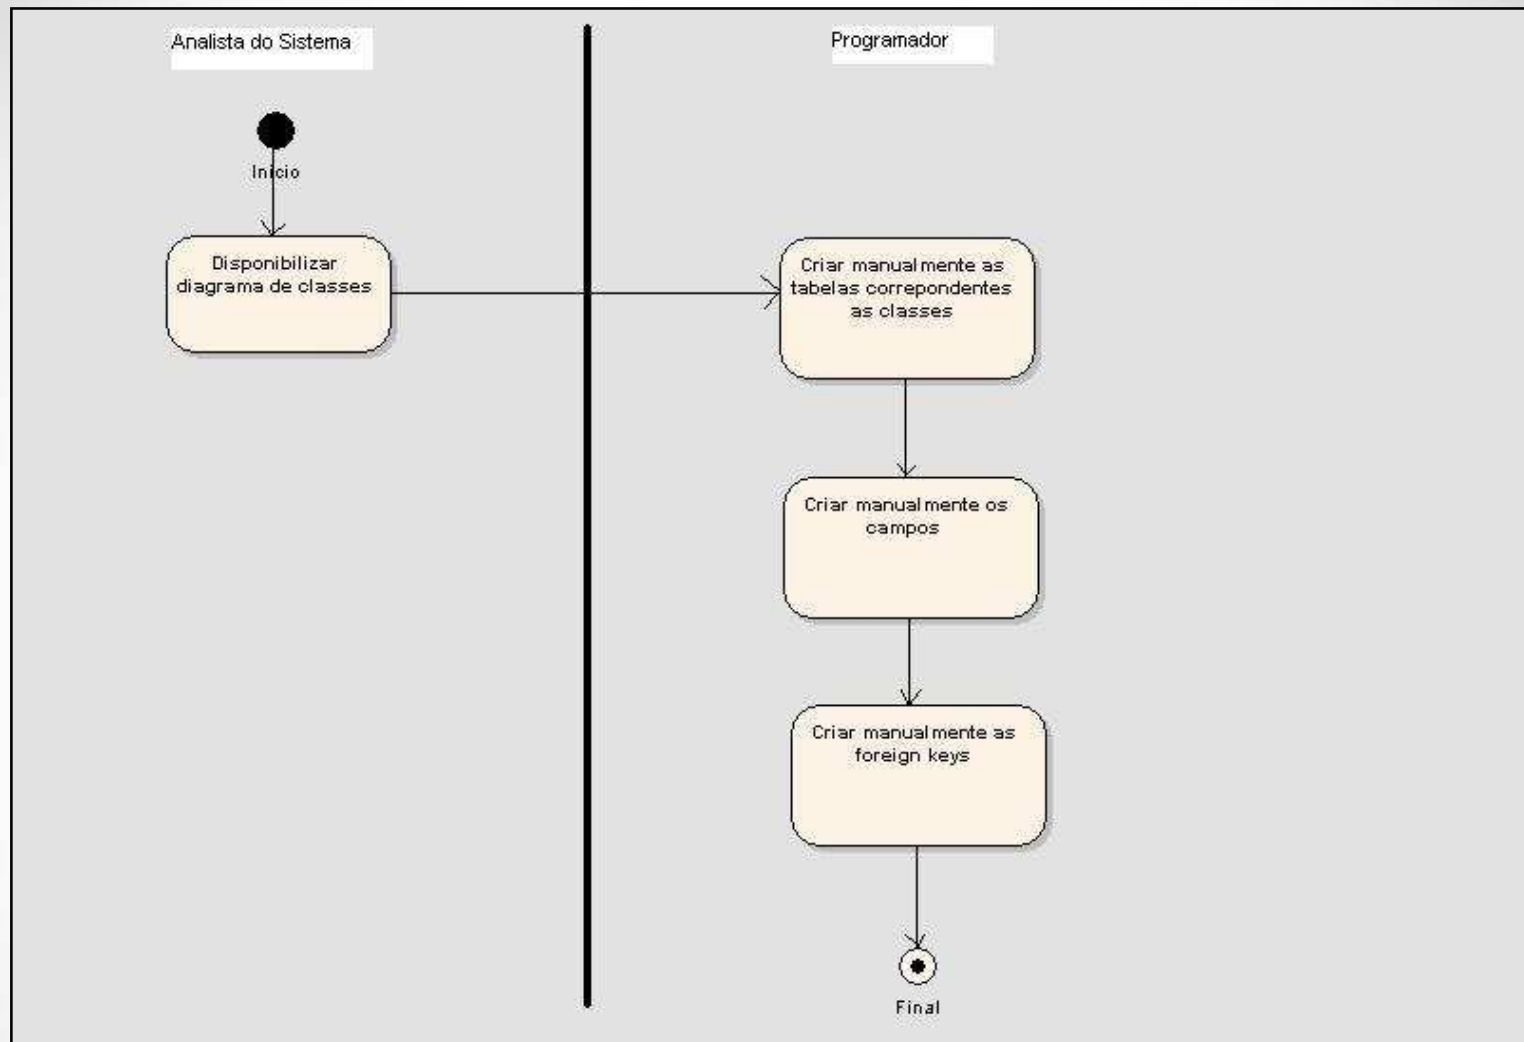 Analista do Sistema
Programador
Início
Disponibilizar
diagrama de classes
Criar manualmente as
tabelas correpondentes
as classes
Criar manualmente os
campos
Criar manualmente as
foreign keys
Final